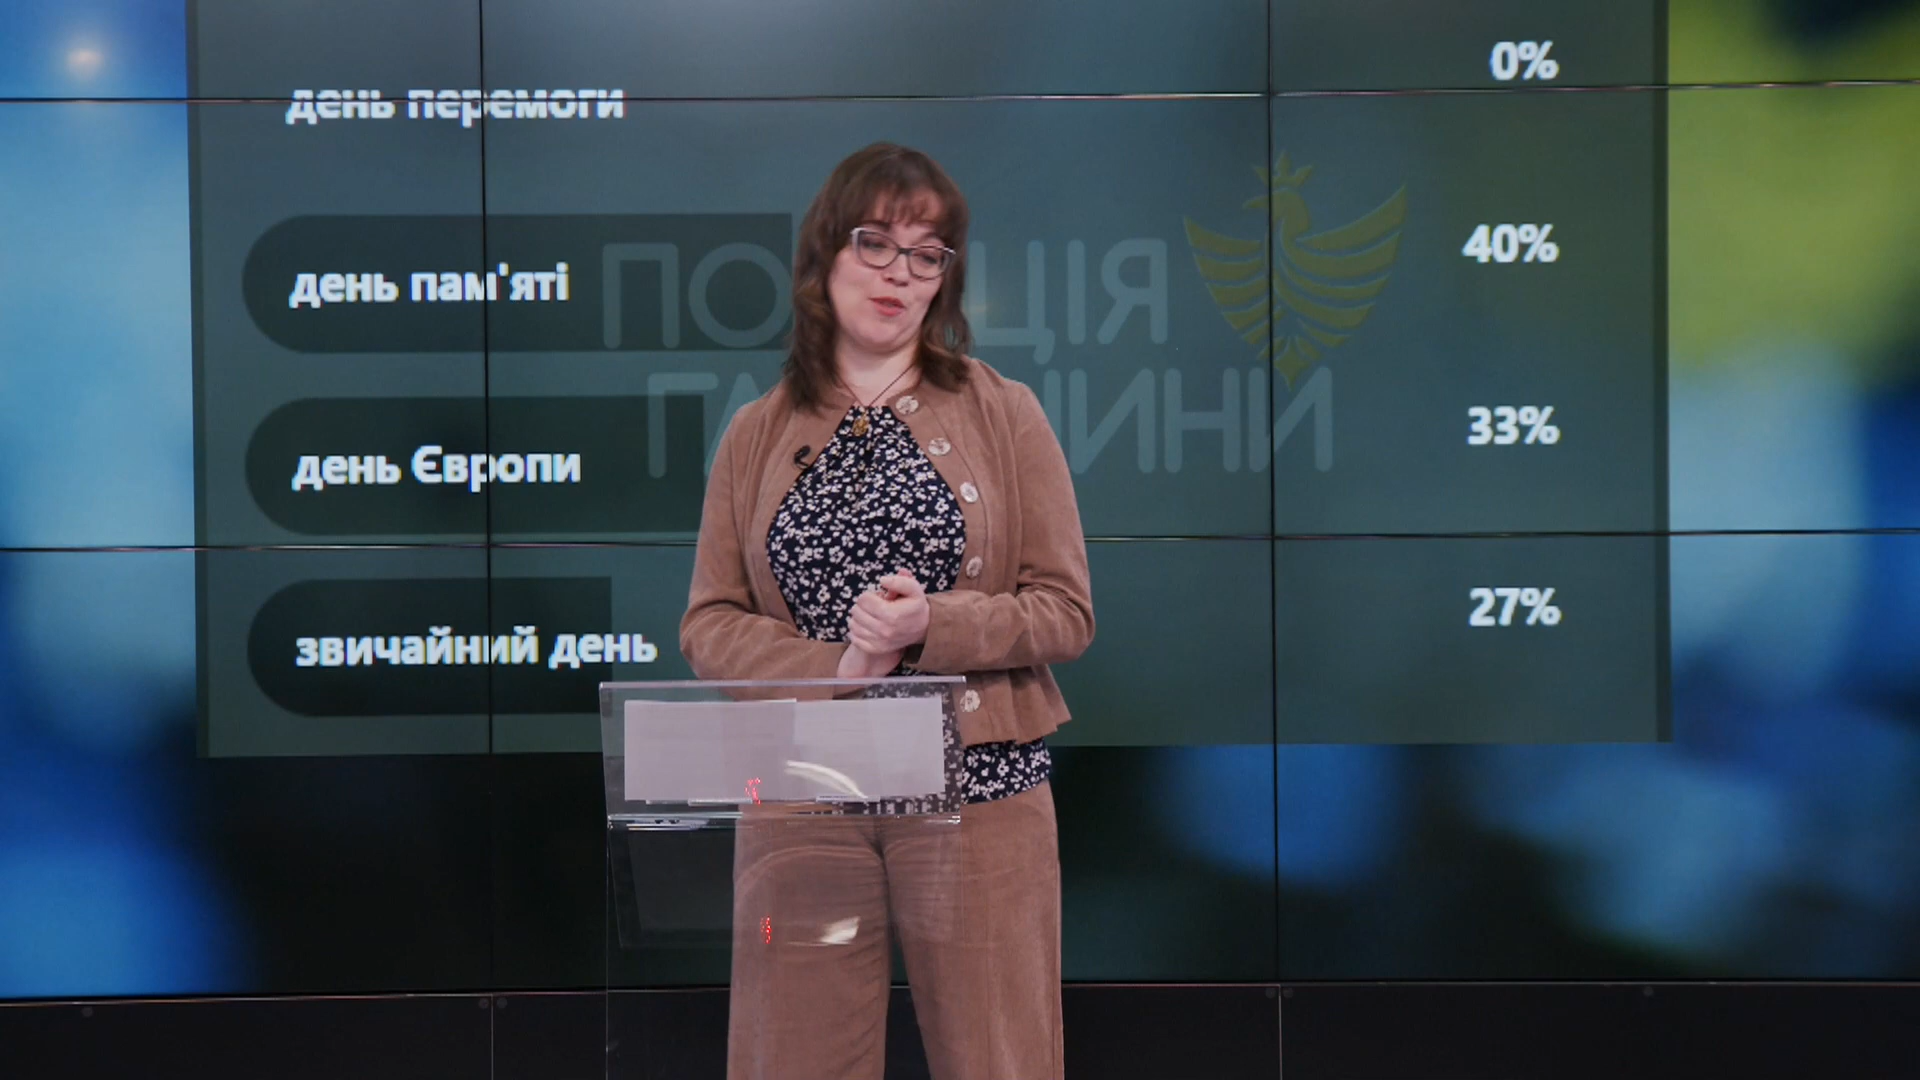 день перемоги
0%
день пам'яті
40%
день Європи
33%
звичайний день
27%